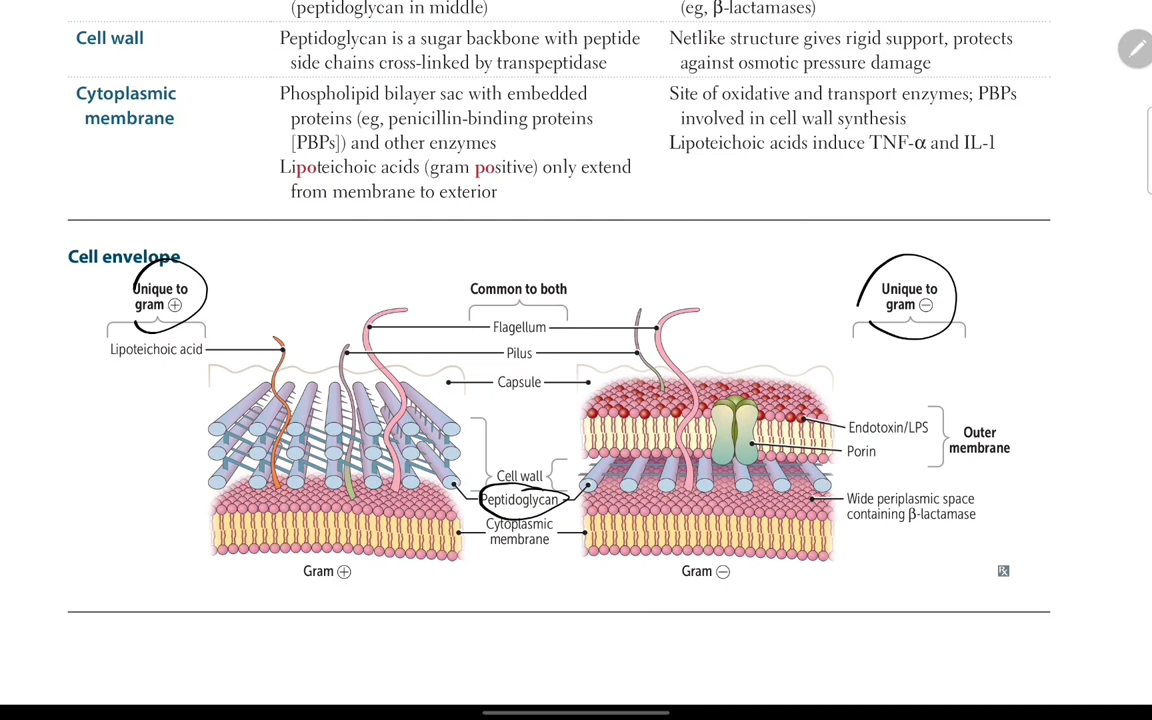 (peptidoglycan in middle)
(eg, β-lactamases)
Cell wall
Peptidoglycan is a sugar backbone with peptide
side chains cross-linked by transpeptidase
Netlike structure gives rigid support, protects
against osmotic pressure damage
Cytoplasmic
membrane
Phospholipid bilayer sac with embedded
proteins (eg, penicillin-binding proteins
[PBPs]) and other enzymes
Lipoteichoic acids (gram positive) only extend
from membrane to exterior
Site of oxidative and transport enzymes; PBPs
involved in cell wall synthesis
Lipoteichoic acids induce TNF-α and IL-1
Cell envelope
Unique to
gram ⊕
Common to both
Unique to
gram ⊖
Flagellum
Lipoteichoic acid
Pilus
Capsule
Endotoxin/LPS
Porin
Outer
membrane
Cell wall
Peptidoglycan
Wide periplasmic space
containing β-lactamase
Cytoplasmic
membrane
Gram ⊕
Gram ⊖
Rx